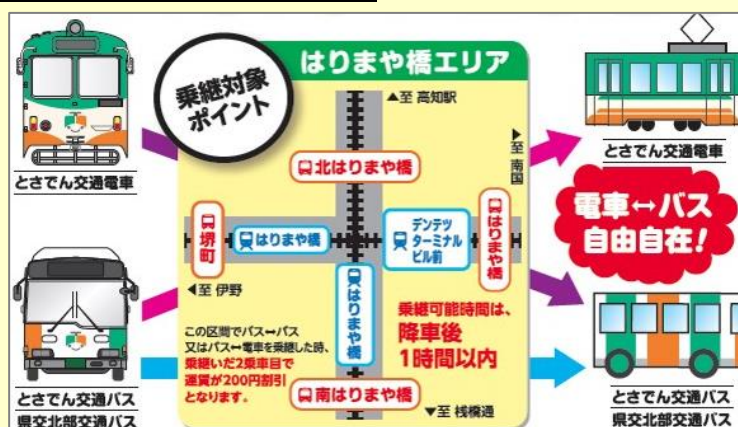 はりまや橋エリア
乗継対象
ポイント
▲至 高知駅
▶至 南国
北はりまや橋
堺町
はりまや橋
デンテツ
ターミナル
ビル前
はりまや橋
はりまや橋
◀至 伊野
この区間でバス↔バス
又はバス↔電車を乗継した時、
乗継いだ2乗車目で
運賃が200円割引
となります。
乗継可能時間は、
降車後
1時間以内
南はりまや橋
▼至 桟橋通
とさでん交通電車
とさでん交通バス
県交北部交通バス
とさでん交通電車
電車↔バス
自由自在!
とさでん交通バス
県交北部交通バス